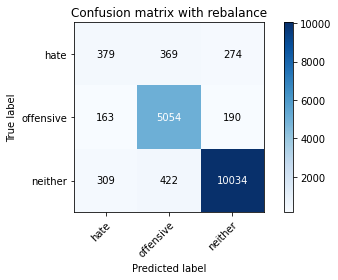 Confusion matrix with rebalance
True label
hate 379 369 274
offensive 163 5054 190
neither 309 422 10034
hate offensive neither
Predicted label
10000
8000
6000
4000
2000